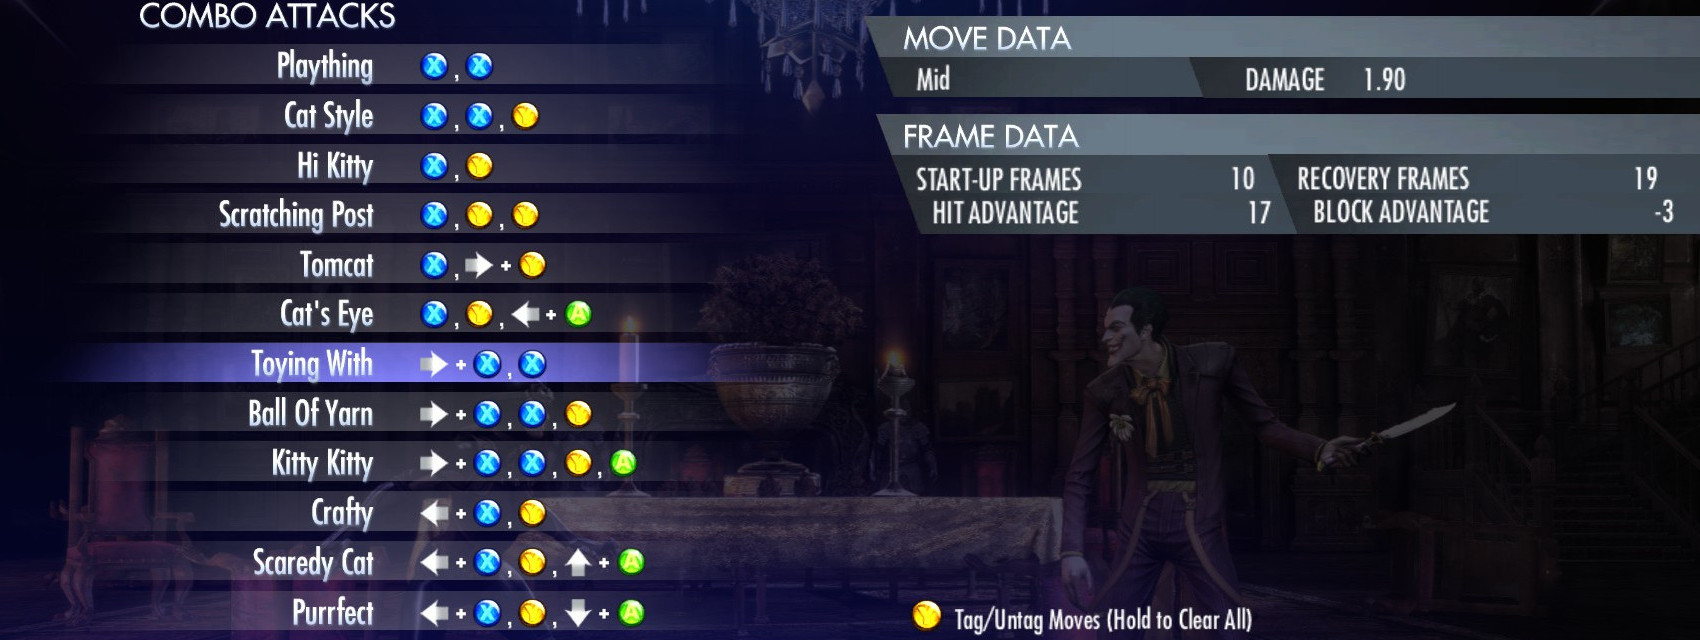 COMBO ATTACKS
Plaything X , X
Cat Style X , X , Y
Hi Kitty X , Y
Scratching Post X , Y , Y
Tomcat X , + Y
Cat's Eye X , Y , + A
Toying With + X , X
Ball Of Yarn + X , X , Y
Kitty Kitty + X , X , Y , A
Crafty + X , Y
Scaredy Cat + X , Y , + A
Purrfect + X , Y , + A
MOVE DATA
Mid DAMAGE 1.90
FRAME DATA
START-UP FRAMES 10 RECOVERY FRAMES 19
HIT ADVANTAGE 17 BLOCK ADVANTAGE -3
Y Tag/Untag Moves (Hold to Clear All)